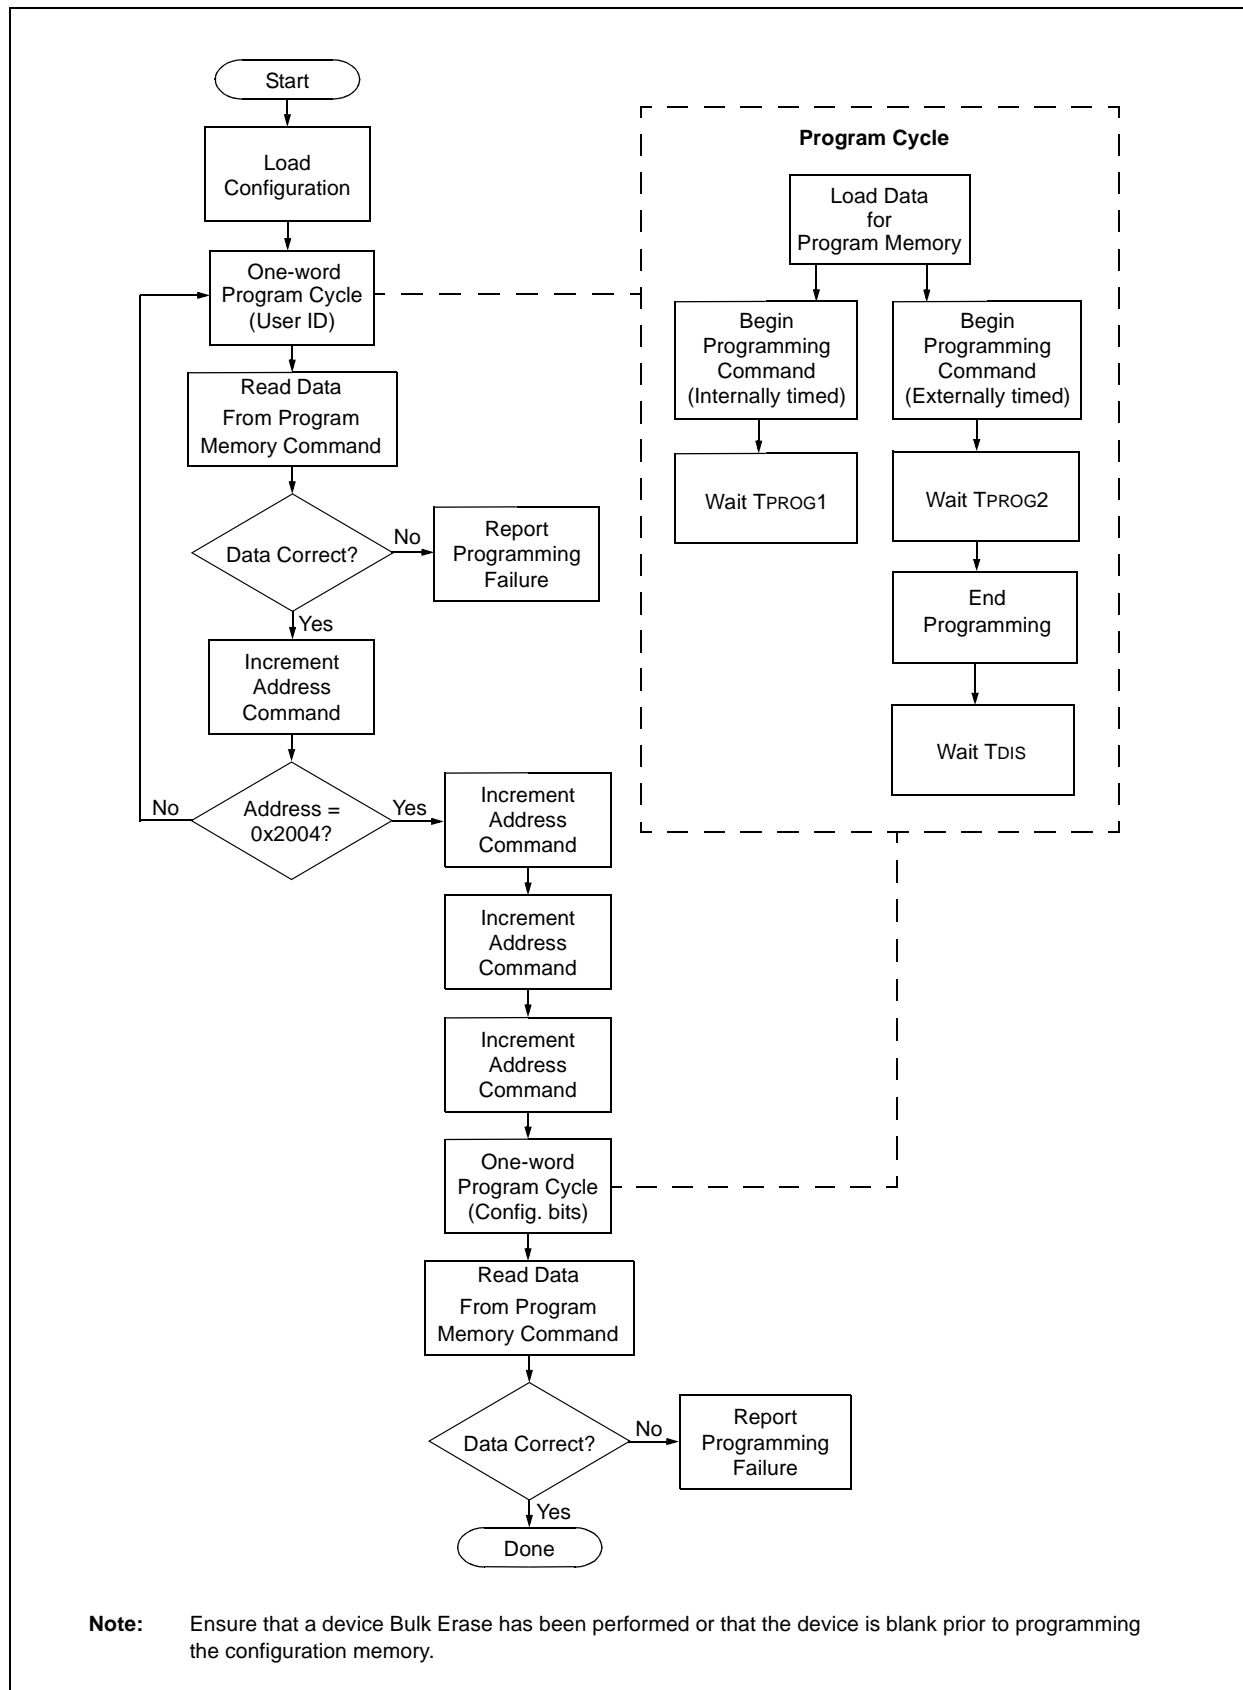 Start
Load
Configuration
One-word
Program Cycle
(User ID)
Read Data
From Program
Memory Command
Data Correct?
No
Report
Programming
Failure
Yes
Increment
Address
Command
Address =
0x2004?
No
Yes
Increment
Address
Command
Increment
Address
Command
Increment
Address
Command
One-word
Program Cycle
(Config. bits)
Read Data
From Program
Memory Command
Data Correct?
No
Report
Programming
Failure
Yes
Done
Program Cycle
Load Data
for
Program Memory
Begin
Programming
Command
(Internally timed)
Wait TPROG1
Begin
Programming
Command
(Externally timed)
Wait TPROG2
End
Programming
Wait TDIS
Note: Ensure that a device Bulk Erase has been performed or that the device is blank prior to programming
the configuration memory.